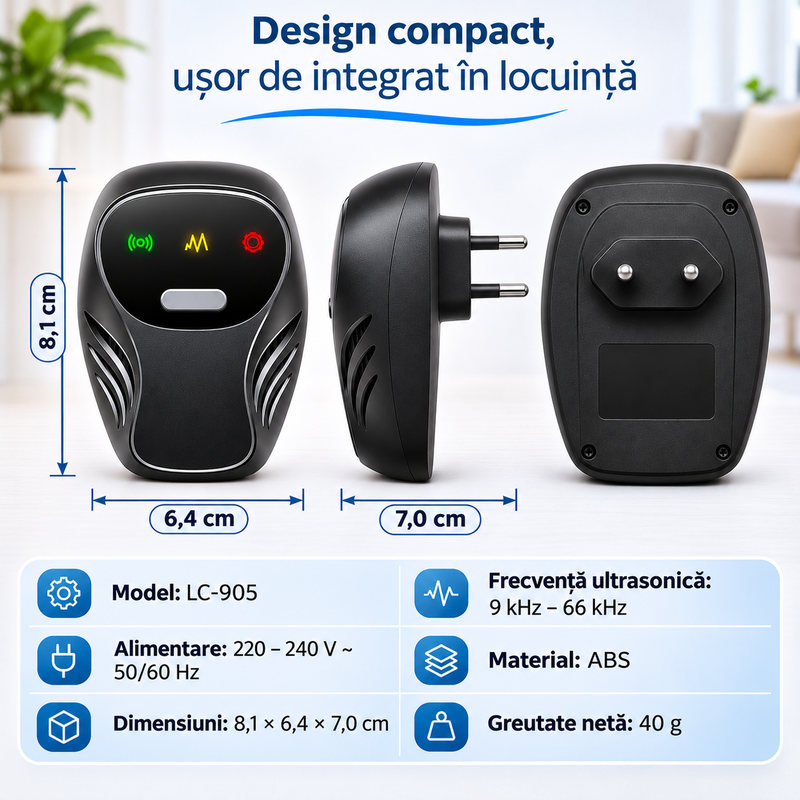 Design compact,
ușor de integrat în locuință
8,1 cm
6,4 cm
7,0 cm
Model: LC-905
Frecvență ultrasonică:
9 kHz – 66 kHz
Alimentare: 220 – 240 V ~
50/60 Hz
Material: ABS
Dimensiuni: 8,1 × 6,4 × 7,0 cm
Greutate netă: 40 g